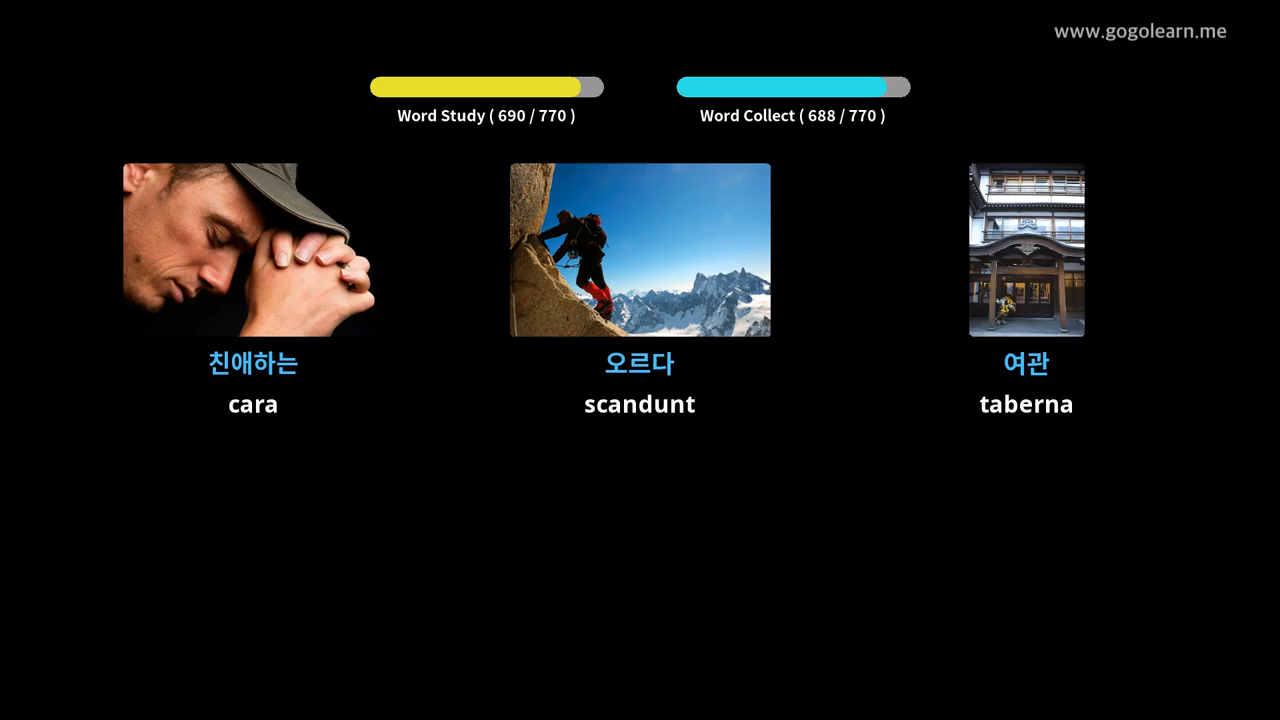 www.gogolearn.me
Word Study ( 690 / 770 )
Word Collect ( 688 / 770 )
친애하는
cara
오르다
scandunt
여관
taberna